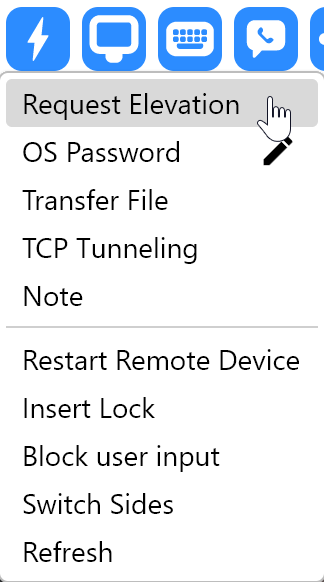 Request Elevation
OS Password
Transfer File
TCP Tunneling
Note
Restart Remote Device
Insert Lock
Block user input
Switch Sides
Refresh